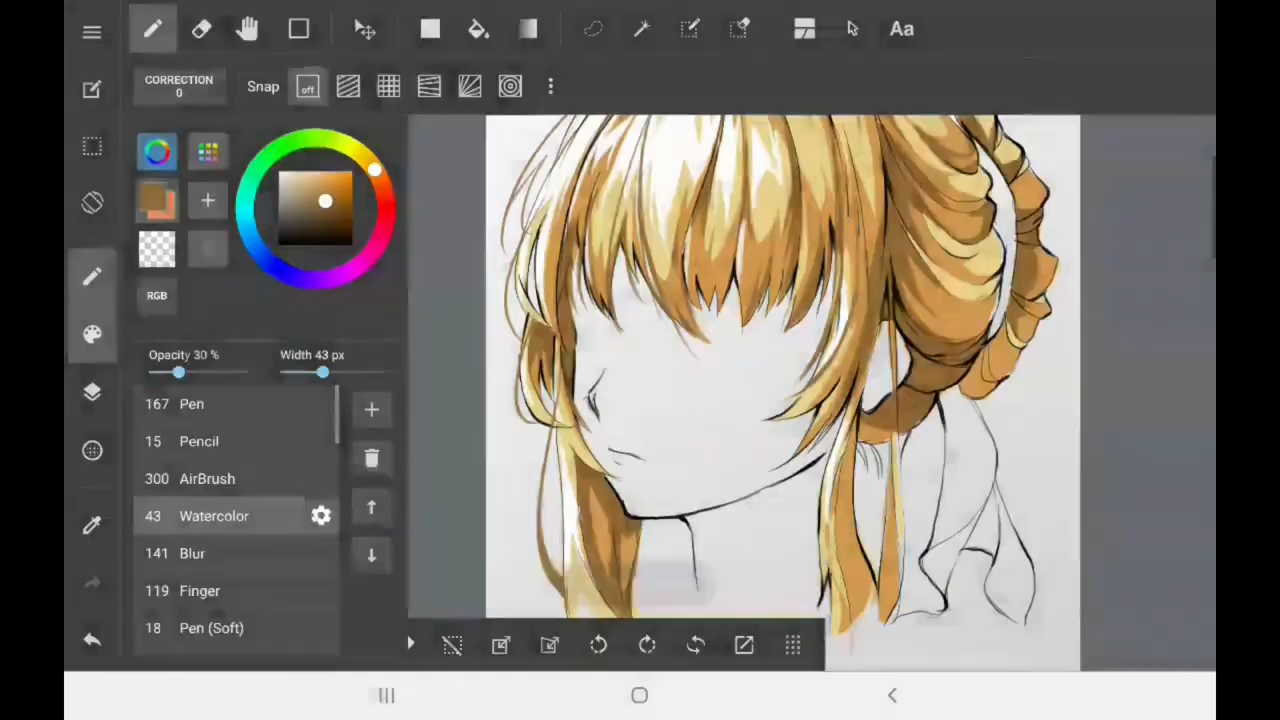 Aa
CORRECTION
0
Snap
off
RGB
Opacity 30 %
Width 43 px
167 Pen
15 Pencil
300 AirBrush
43 Watercolor
141 Blur
119 Finger
18 Pen (Soft)